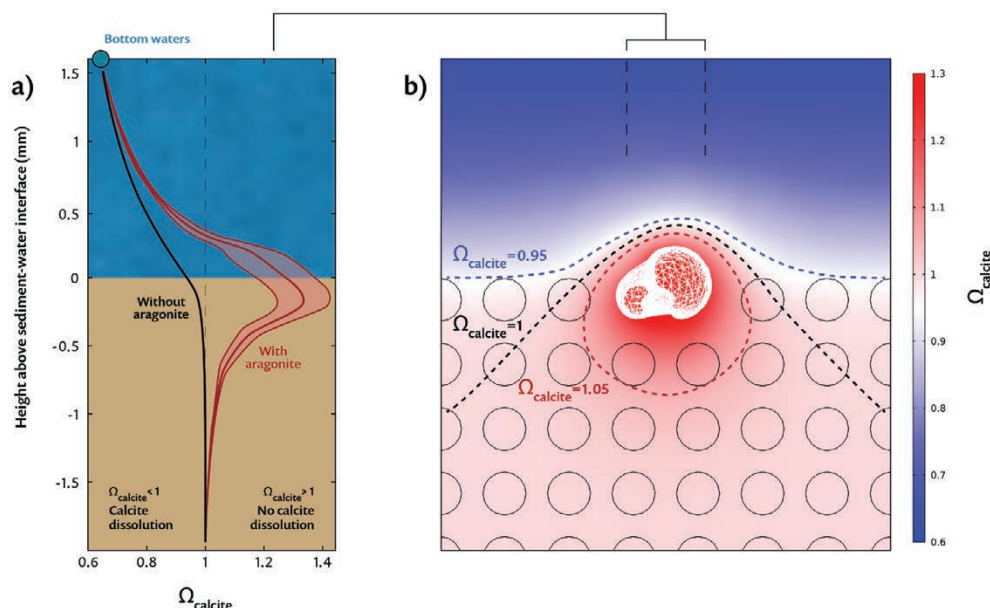 Bottom waters
a)
b)
Height above sediment-water interface (mm)
1.5
1
0.5
0
-0.5
-1
-1.5
Without
aragonite
With
aragonite
Ωcalcite<1
Calcite
dissolution
Ωcalcite>1
No calcite
dissolution
0.6
0.8
1
1.2
1.4
Ωcalcite
Ωcalcite=0.95
Ωcalcite=1
Ωcalcite=1.05
1.3
1.2
1.1
1
0.9
0.8
0.7
0.6
Ωcalcite